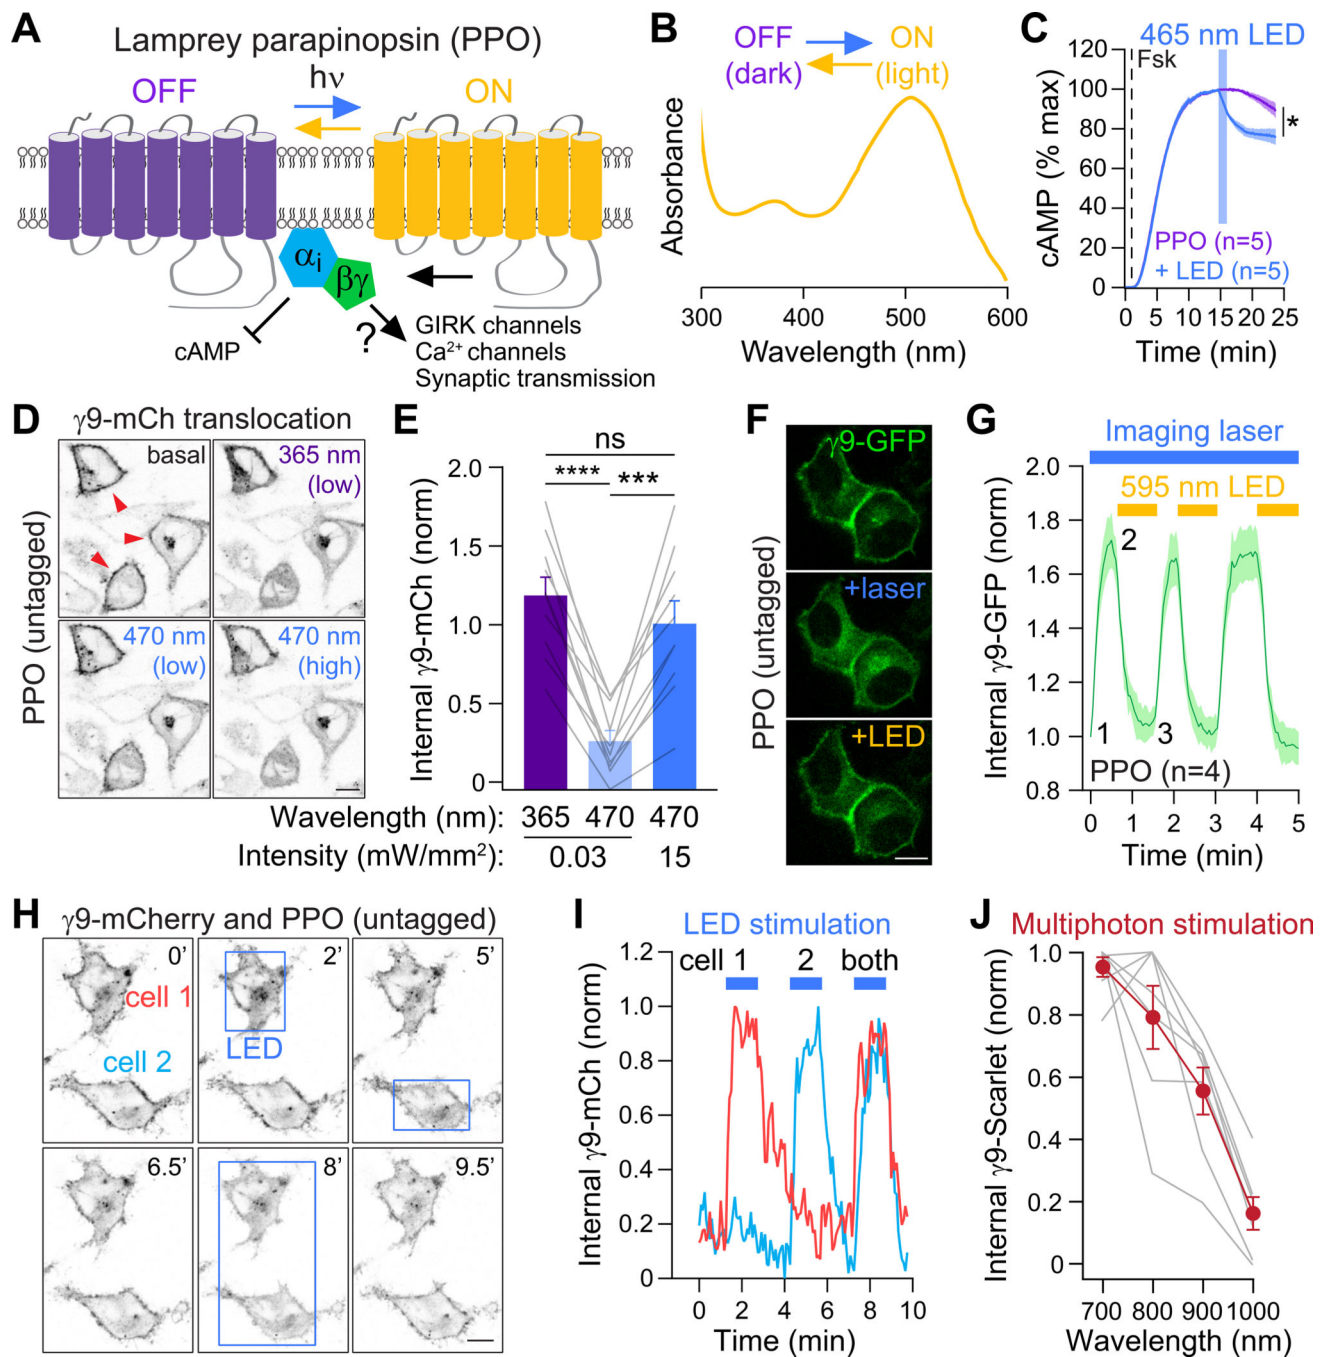 A
Lamprey parapinopsin (PPO)
OFF
hν
ON
αi
βγ
?
cAMP
GIRK channels
Ca2+ channels
Synaptic transmission
B
OFF
(dark)
ON
(light)
Absorbance
300
400
500
600
Wavelength (nm)
C
465 nm LED
Fsk
cAMP (% max)
120
100
80
60
40
20
0
*
PPO (n=5)
+ LED (n=5)
0 5 10 15 20 25
Time (min)
D
γ9-mCh translocation
PPO (untagged)
basal
365 nm
(low)
470 nm
(low)
470 nm
(high)
E
ns
****
***
Internal γ9-mCh (norm)
2.0
1.5
1.0
0.5
0
Wavelength (nm): 365 470 470
Intensity (mW/mm2): 0.03 15
F
PPO (untagged)
γ9-GFP
+laser
+LED
G
Imaging laser
595 nm LED
Internal γ9-GFP (norm)
2.0
1.8
1.6
1.4
1.2
1.0
0.8
1
2
3
PPO (n=4)
0 1 2 3 4 5
Time (min)
H
γ9-mCherry and PPO (untagged)
0’
cell 1
cell 2
2’
LED
5’
6.5’
8’
9.5’
I
LED stimulation
cell 1 2 both
Internal γ9-mCh (norm)
1.2
1.0
0.8
0.6
0.4
0.2
0
0 2 4 6 8 10
Time (min)
J
Multiphoton stimulation
Internal γ9-Scarlet (norm)
1.0
0.8
0.6
0.4
0.2
0
700 800 900 1000
Wavelength (nm)